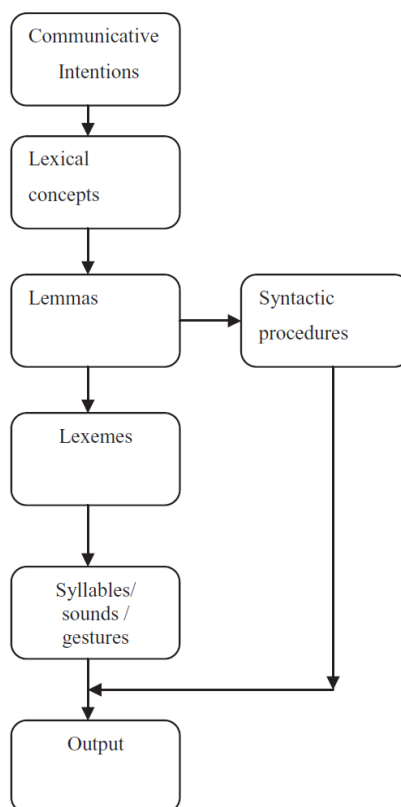 Communicative
Intentions
Lexical
concepts
Lemmas
Syntactic
procedures
Lexemes
Syllables/
sounds /
gestures
Output